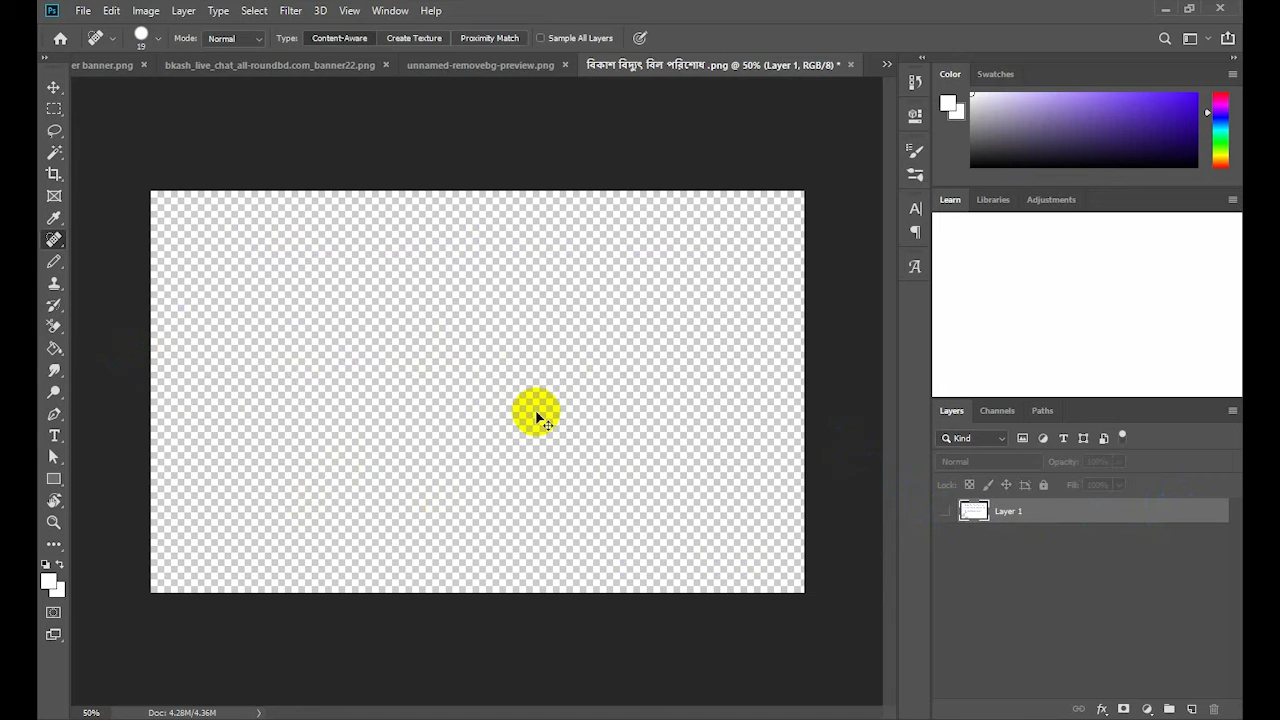 Ps File Edit Image Layer Type Select Filter 3D View Window Help
19 Mode: Normal Type: Content-Aware Create Texture Proximity Match Sample All Layers
er banner.png bkash_live_chat_all-roundbd.com_banner22.png unnamed-removebg-preview.png বিকাশ বিদ্যুৎ বিল পরিশোধ .png @ 50% (Layer 1, RGB/8) *
Color Swatches
Learn Libraries Adjustments
Layers Channels Paths
Kind
Normal Opacity: 100%
Lock: Fill: 100%
Layer 1
50% Doc: 4.28M/4.36M